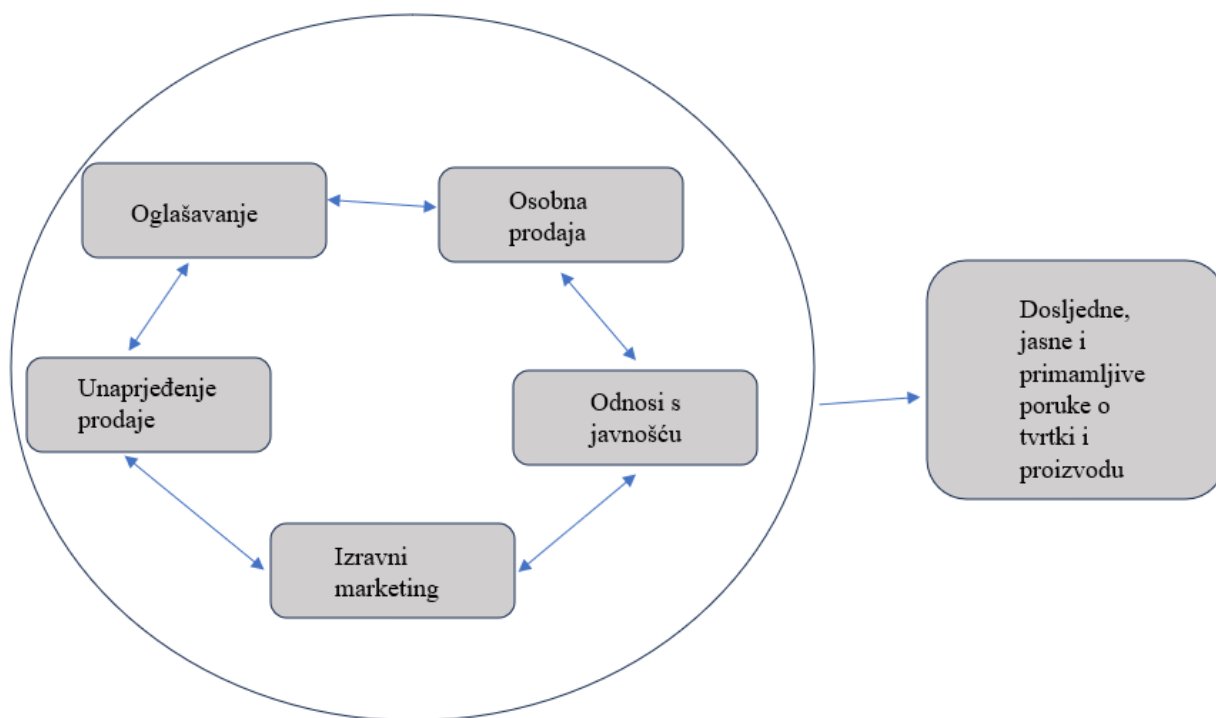 Oglašavanje
Osobna
prodaja
Unaprjeđenje
prodaje
Odnosi s
javnošću
Izravni
marketing
Dosljedne,
jasne i
primamljive
poruke o
tvrtki i
proizvodu